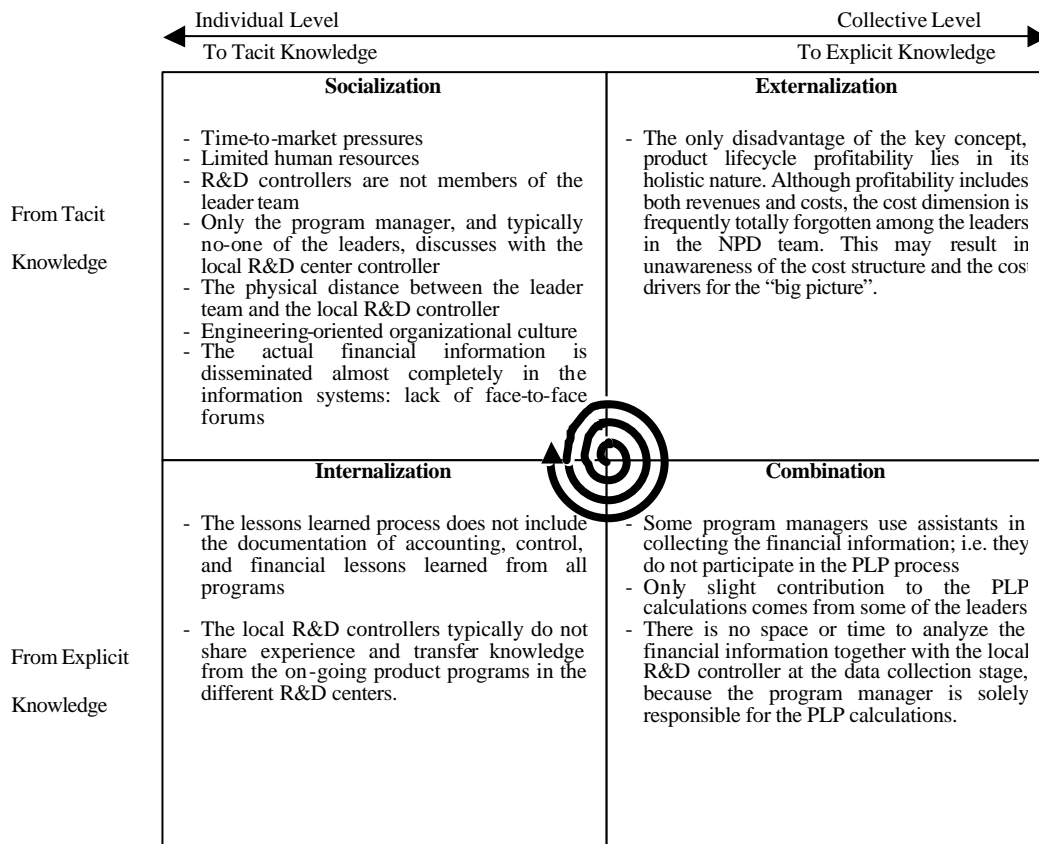 Individual Level
Collective Level
To Tacit Knowledge
To Explicit Knowledge
From Tacit
Knowledge
Socialization
- Time-to-market pressures
- Limited human resources
- R&D controllers are not members of the
leader team
- Only the program manager, and typically
no-one of the leaders, discusses with the
local R&D center controller
- The physical distance between the leader
team and the local R&D controller
- Engineering-oriented organizational culture
- The actual financial information is
disseminated almost completely in the
information systems: lack of face-to-face
forums
Externalization
- The only disadvantage of the key concept,
product lifecycle profitability lies in its
holistic nature. Although profitability includes
both revenues and costs, the cost dimension is
frequently totally forgotten among the leaders
in the NPD team. This may result in
unawareness of the cost structure and the cost
drivers for the “big picture”.
From Explicit
Knowledge
Internalization
- The lessons learned process does not include
the documentation of accounting, control,
and financial lessons learned from all
programs
- The local R&D controllers typically do not
share experience and transfer knowledge
from the on-going product programs in the
different R&D centers.
Combination
- Some program managers use assistants in
collecting the financial information; i.e. they
do not participate in the PLP process
- Only slight contribution to the PLP
calculations comes from some of the leaders
- There is no space or time to analyze the
financial information together with the local
R&D controller at the data collection stage,
because the program manager is solely
responsible for the PLP calculations.